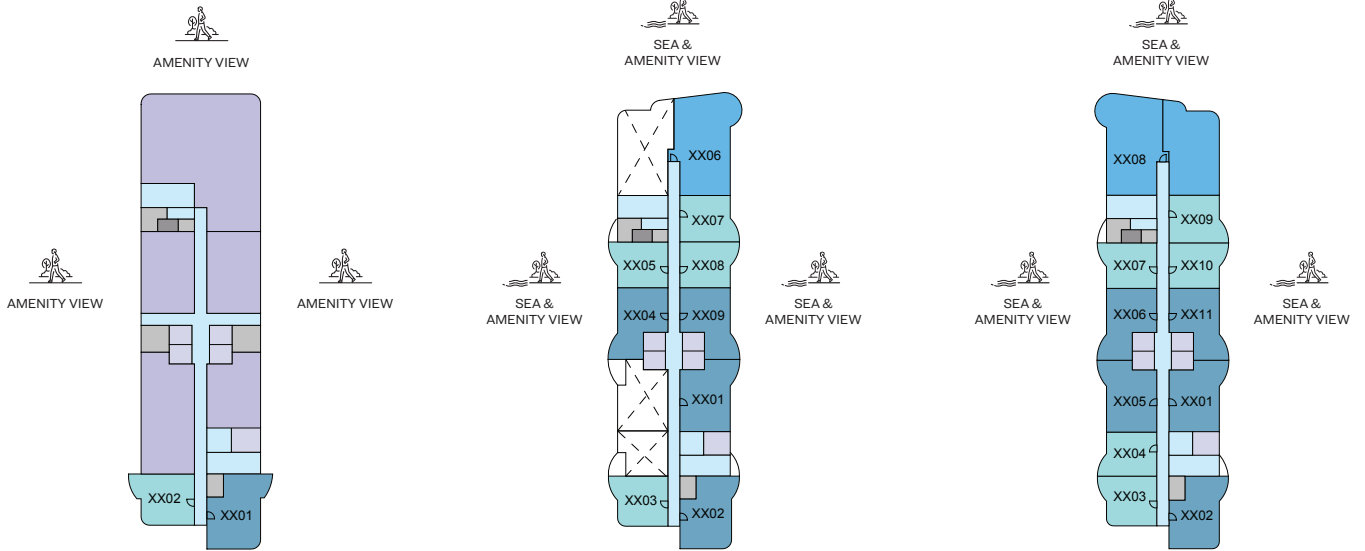 AMENITY VIEW
AMENITY VIEW
AMENITY VIEW
XX02
XX01
SEA &
AMENITY VIEW
SEA &
AMENITY VIEW
SEA &
AMENITY VIEW
XX06
XX07
XX05
XX08
XX04
XX09
XX01
XX03
XX02
SEA &
AMENITY VIEW
SEA &
AMENITY VIEW
SEA &
AMENITY VIEW
XX08
XX09
XX07
XX10
XX06
XX11
XX05
XX01
XX04
XX03
XX02